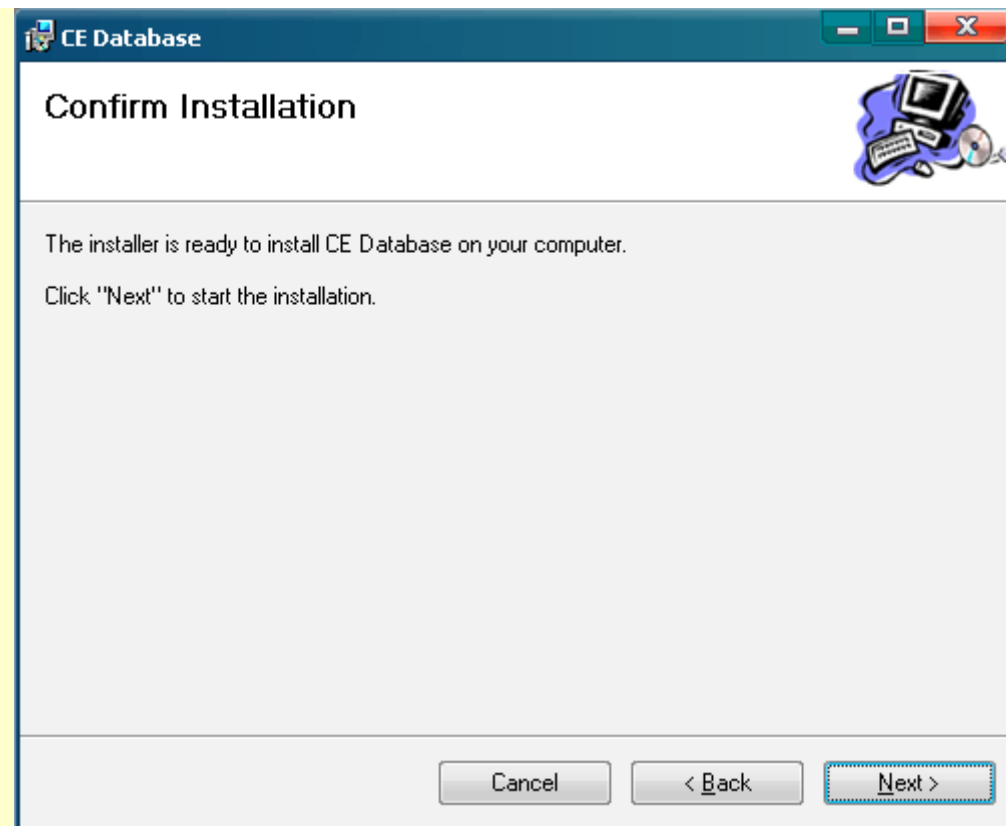 CE Database
Confirm Installation
The installer is ready to install CE Database on your computer.
Click "Next" to start the installation.
Cancel
< Back
Next >